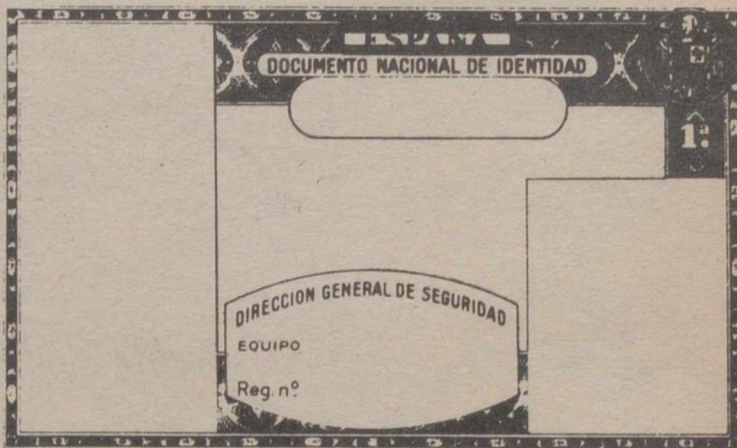 ESPAÑA
DOCUMENTO NACIONAL DE IDENTIDAD
1ª
DIRECCION GENERAL DE SEGURIDAD
EQUIPO
Reg. nº